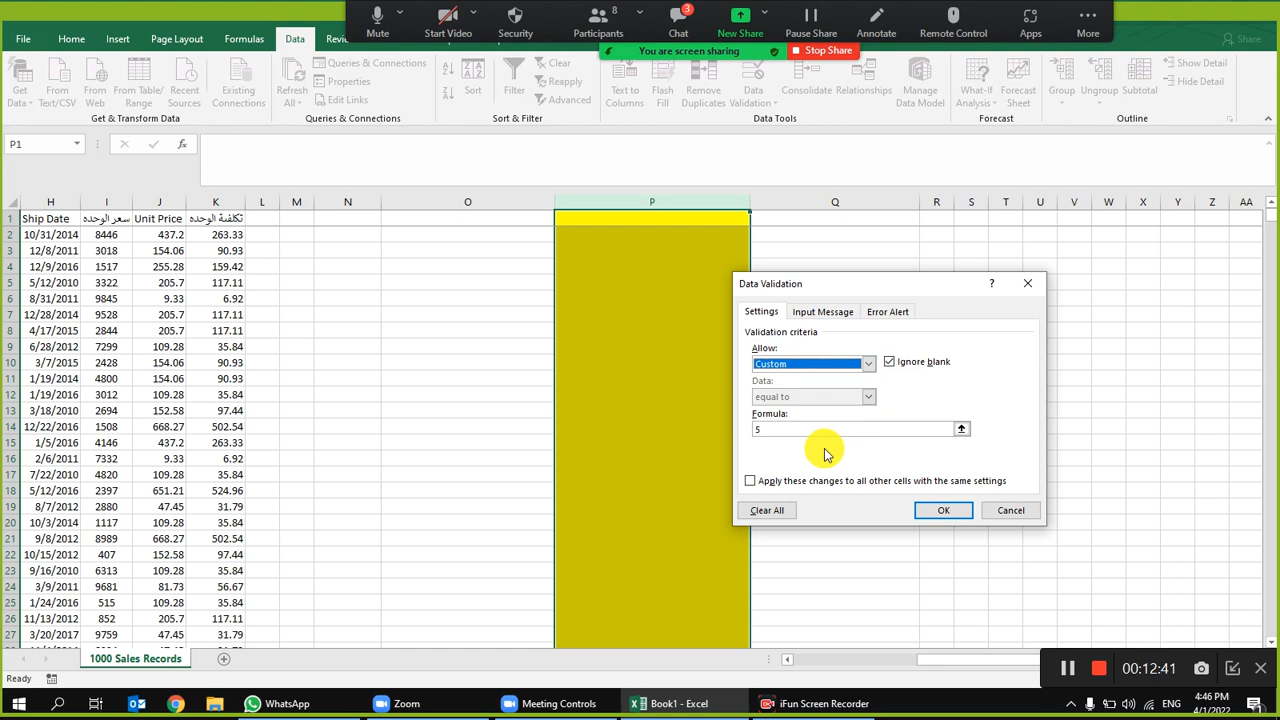 8
3
Mute
Start Video
Security
Participants
Chat
New Share
Pause Share
Annotate
Remote Control
Apps
More
You are screen sharing
Stop Share
File
Home
Insert
Page Layout
Formulas
Data
Share
Get Data
From Text/CSV
From Web
From Table/ Range
Recent Sources
Existing Connections
Refresh All
Queries & Connections
Properties
Edit Links
Sort
Filter
Clear
Reapply
Advanced
Text to Columns
Flash Fill
Remove Duplicates
Data Validation
Consolidate
Relationships
Manage Data Model
What-If Analysis
Forecast Sheet
Group
Ungroup
Subtotal
Show Detail
Hide Detail
Get & Transform Data
Queries & Connections
Sort & Filter
Data Tools
Forecast
Outline
P1
fx
H I J K L M N O P Q R S T U V W X Y Z AA
1 Ship Date سعر الوحده Unit Price تكلفة الوحده
2 10/31/2014 8446 437.2 263.33
3 12/8/2011 3018 154.06 90.93
4 12/9/2016 1517 255.28 159.42
5 5/12/2010 3322 205.7 117.11
6 8/31/2011 9845 9.33 6.92
7 12/28/2014 9528 205.7 117.11
8 4/17/2015 2844 205.7 117.11
9 6/28/2012 7299 109.28 35.84
10 3/7/2015 2428 154.06 90.93
11 1/19/2014 4800 109.28 35.84
12 1/19/2016 3012 109.28 35.84
13 3/18/2010 2694 152.58 97.44
14 12/22/2016 1508 668.27 502.54
15 1/5/2016 4146 437.2 263.33
16 2/6/2011 7332 9.33 6.92
17 7/22/2010 4820 109.28 35.84
18 5/12/2016 2397 651.21 524.96
19 8/7/2012 2880 47.45 31.79
20 10/3/2014 1117 109.28 35.84
21 9/8/2012 8989 668.27 502.54
22 10/15/2012 407 152.58 97.44
23 9/16/2010 6313 109.28 35.84
24 3/9/2011 9681 81.73 56.67
25 1/24/2016 515 109.28 35.84
26 11/13/2012 852 205.7 117.11
27 3/20/2017 9759 47.45 31.79
Data Validation
?
Settings
Input Message
Error Alert
Validation criteria
Allow:
Custom
Ignore blank
Data:
equal to
Formula:
5
Apply these changes to all other cells with the same settings
Clear All
OK
Cancel
1000 Sales Records
Ready
00:12:41
WhatsApp
Zoom
Meeting Controls
Book1 - Excel
iFun Screen Recorder
ENG
4:46 PM
4/1/2022
1